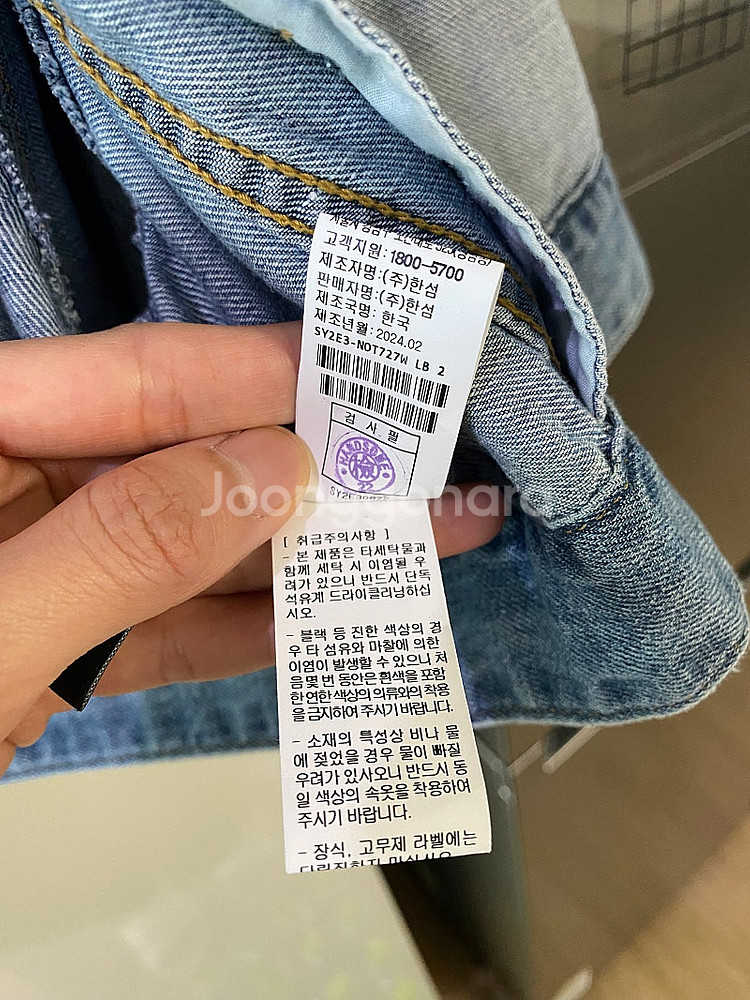 고객지원:1800-5700
제조자명:(주)한섬
판매자명:(주)한섬
제조국명: 한국
제조년월: 2024.02
SY2E3-NOT727W LB 2
검 사 필
HANDSOME
22
Joonggonara
[ 취급주의사항 ]
- 본 제품은 타세탁물과
함께 세탁 시 이염될 우
려가 있으니 반드시 단독
석유계 드라이클리닝하십
시오.
- 블랙 등 진한 색상의 경
우 타 섬유와 마찰에 의한
이염이 발생할 수 있으니 처
음 몇 번 동안은 흰색을 포함
한 연한 색상의 의류와의 착용
을 금지하여 주시기 바랍니다.
- 소재의 특성상 비나 물
에 젖었을 경우 물이 빠질
우려가 있사오니 반드시 동
일 색상의 속옷을 착용하여
주시기 바랍니다.
- 장식, 고무제 라벨에는